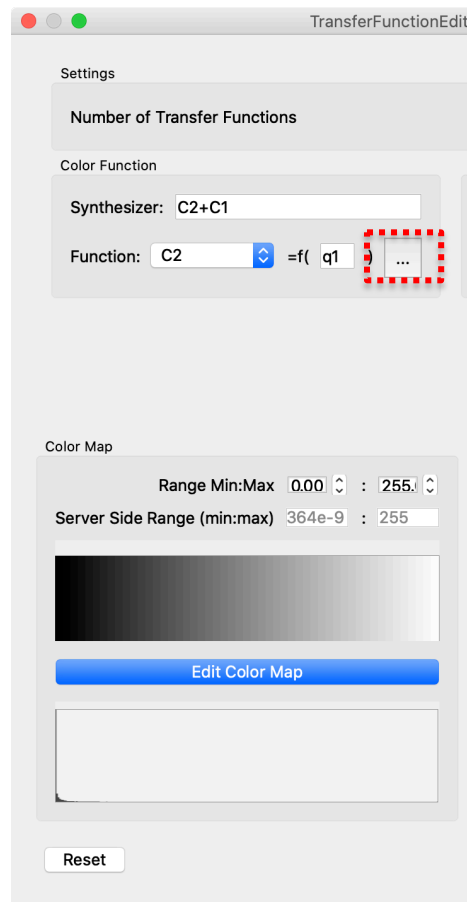 TransferFunctionEdit
Settings
Number of Transfer Functions
Color Function
Synthesizer: C2+C1
Function: C2 =f( q1 ) ...
Color Map
Range Min:Max 0.00 : 255.
Server Side Range (min:max) 364e-9 : 255
Edit Color Map
Reset